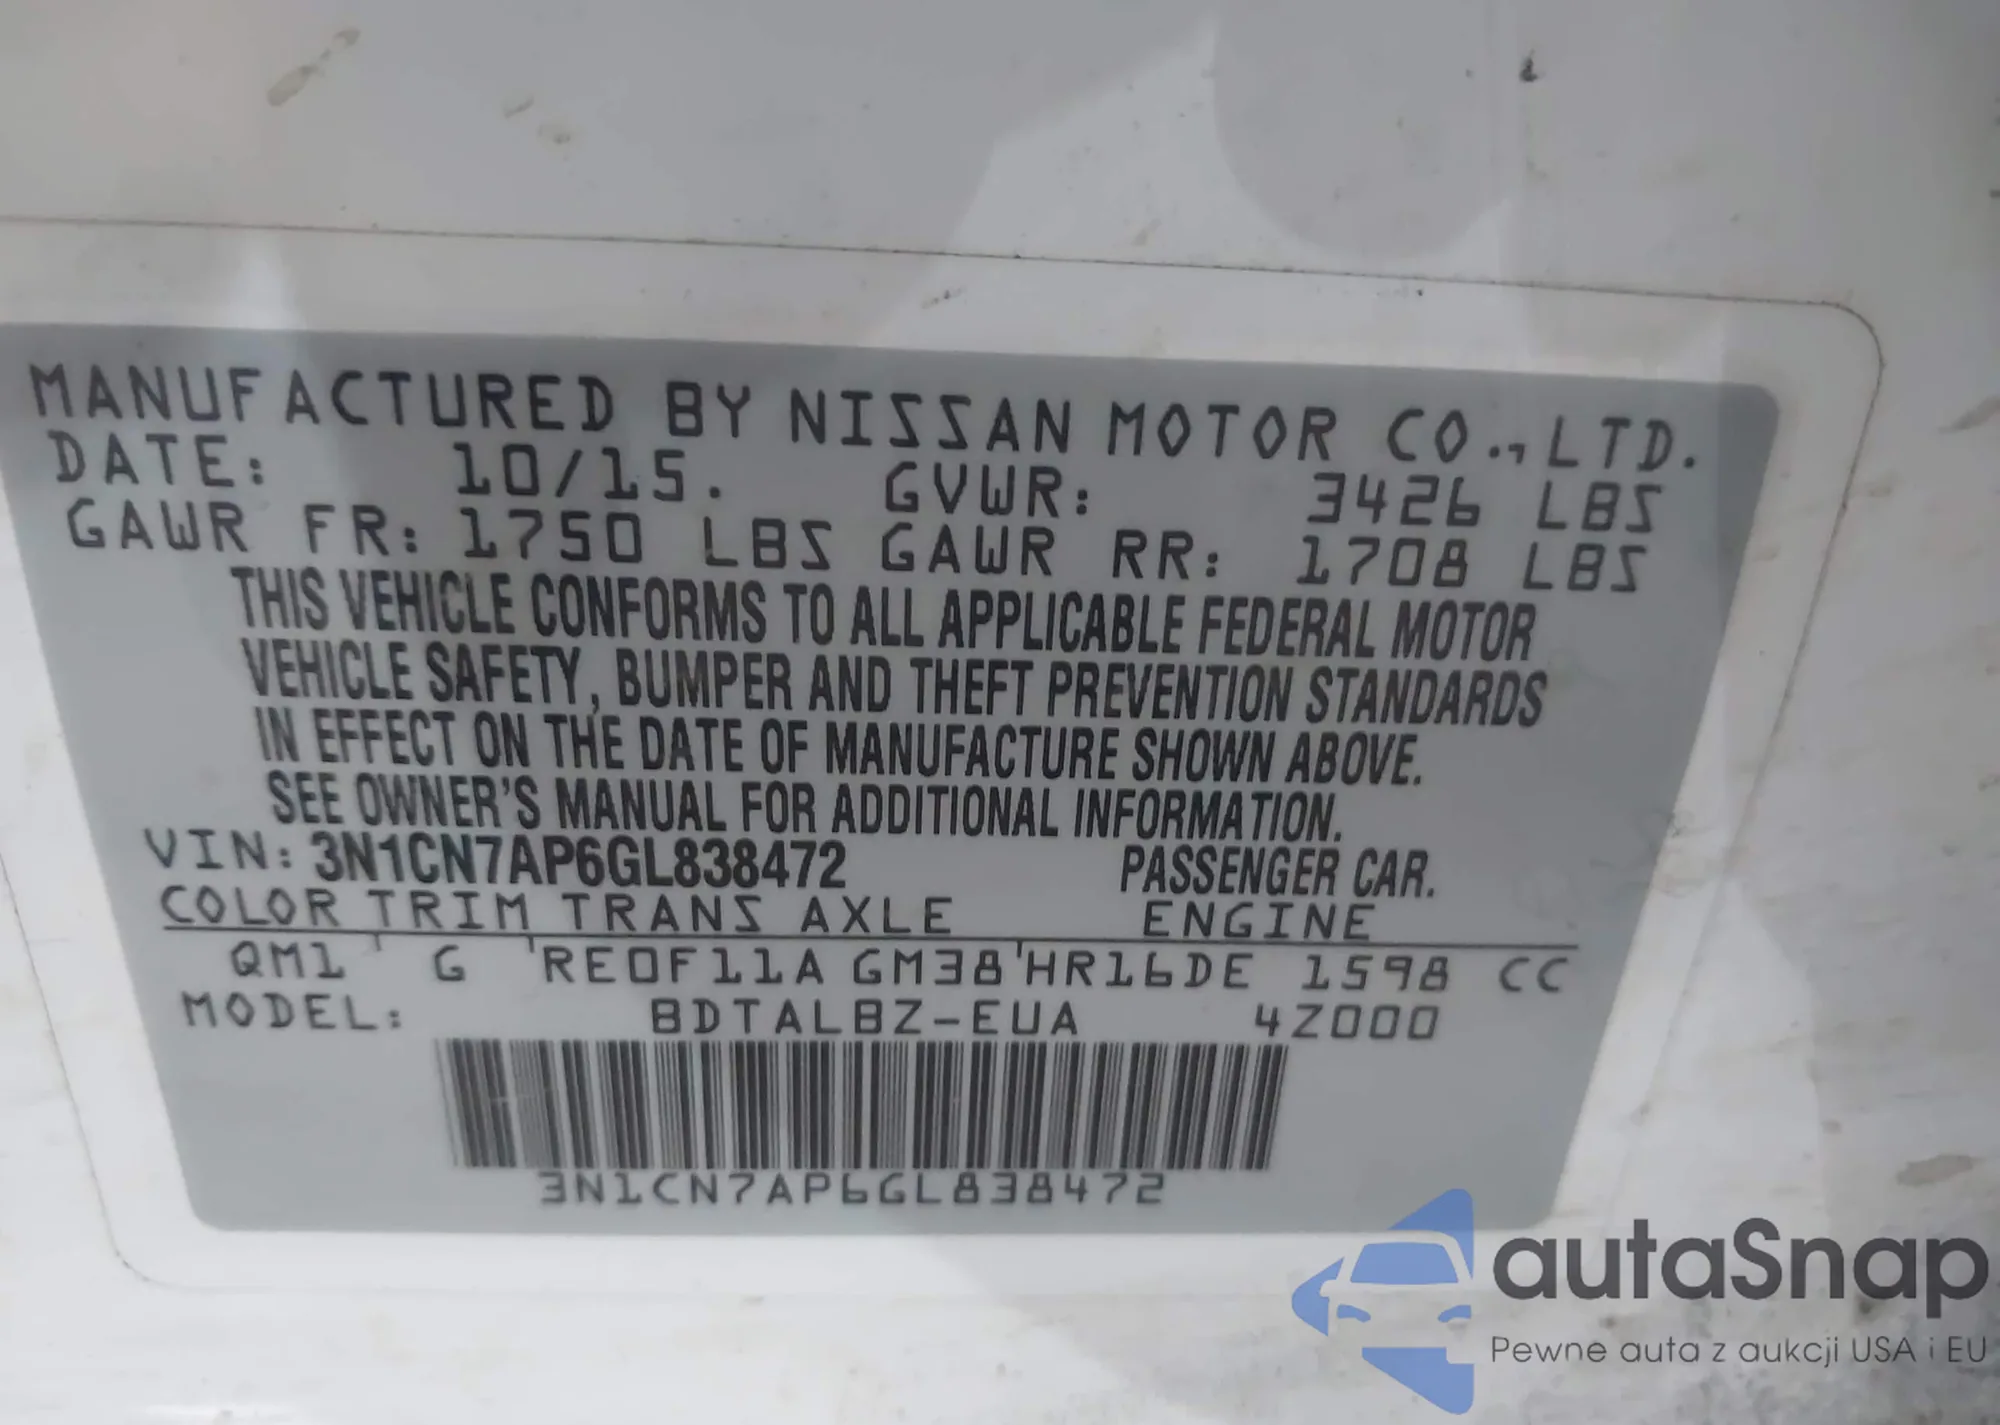 MANUFACTURED BY NISSAN MOTOR CO., LTD.
DATE: 10/15. GVWR: 3426 LBS
GAWR FR: 1750 LBS GAWR RR: 1708 LBS
THIS VEHICLE CONFORMS TO ALL APPLICABLE FEDERAL MOTOR
VEHICLE SAFETY, BUMPER AND THEFT PREVENTION STANDARDS
IN EFFECT ON THE DATE OF MANUFACTURE SHOWN ABOVE.
SEE OWNER'S MANUAL FOR ADDITIONAL INFORMATION.
VIN: 3N1CN7AP6GL838472 PASSENGER CAR.
COLOR TRIM TRANS AXLE ENGINE
QM1 G RE0F11A GM38 HR16DE 1598 CC
MODEL: BDTALBZ-EUA 4Z000
3N1CN7AP6GL838472
autaSnap
Pewne auta z aukcji USA i EU